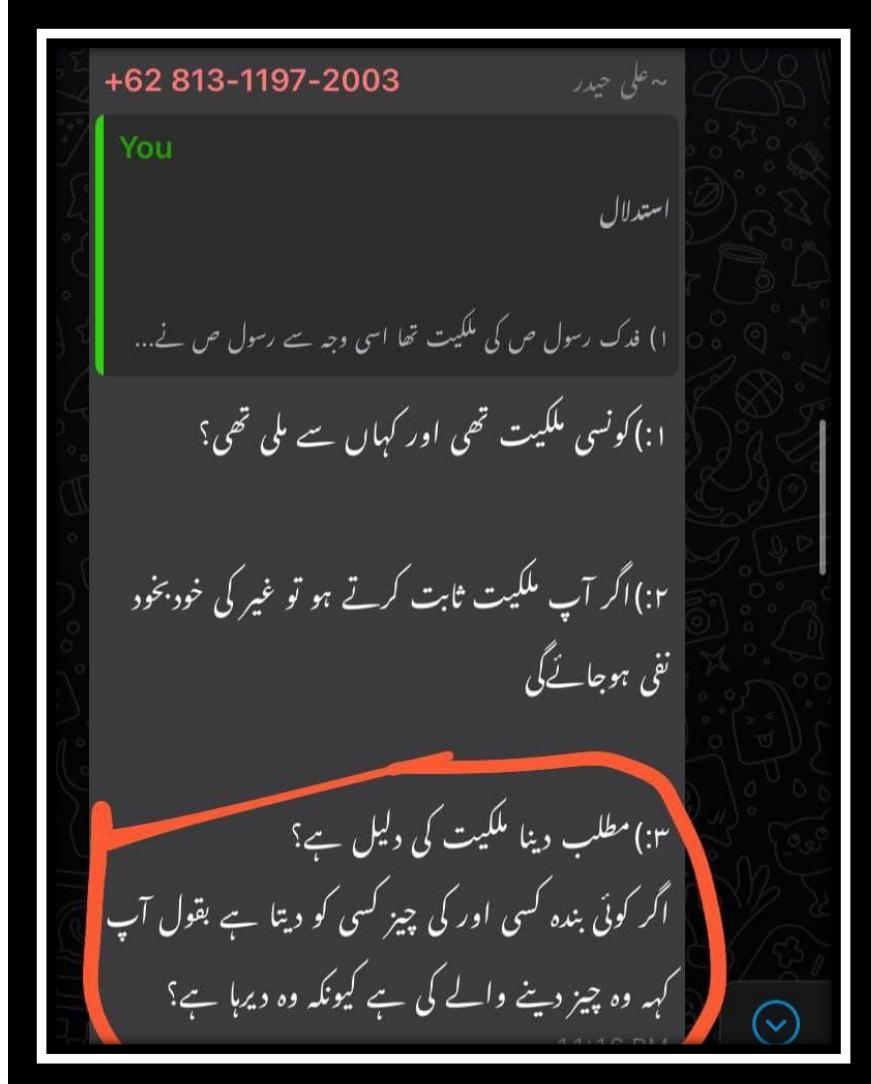 +62 813-1197-2003 ~علی حیدر
You
استدلال
۱) فدک رسول ص کی ملکیت تھا اسی وجہ سے رسول ص نے...
۱:)کونسی ملکیت تھی اور کہاں سے ملی تھی؟
۲:)اگر آپ ملکیت ثابت کرتے ہو تو غیر کی خودبخود
نفی ہوجائےگی
۳:)مطلب دینا ملکیت کی دلیل ہے؟
اگر کوئی بندہ کسی اور کی چیز کسی کو دیتا ہے بقول آپ
کہہ وہ چیز دینے والے کی ہے کیونکہ وہ دیرہا ہے؟